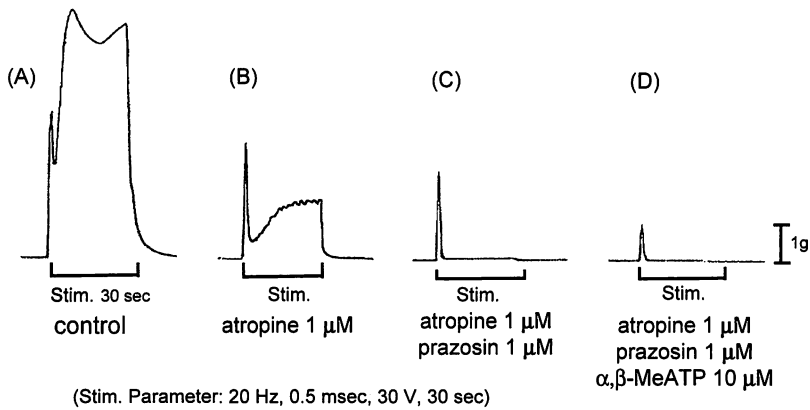 (A)
(B)
(C)
(D)
1g
Stim. 30 sec
control
Stim.
atropine 1 μM
Stim.
atropine 1 μM
prazosin 1 μM
Stim.
atropine 1 μM
prazosin 1 μM
α,β-MeATP 10 μM
(Stim. Parameter: 20 Hz, 0.5 msec, 30 V, 30 sec)